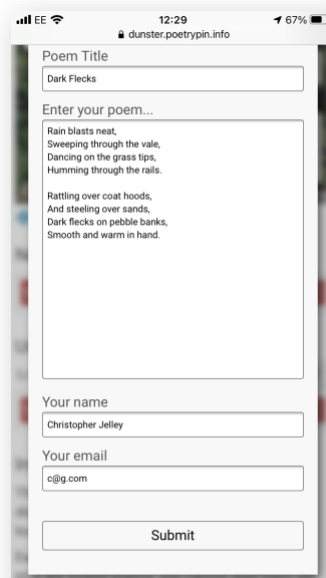 EE
12:29
67%
dunster.poetrypin.info
Poem Title
Dark Flecks
Enter your poem...
Rain blasts neat,
Sweeping through the vale,
Dancing on the grass tips,
Humming through the rails.
Rattling over coat hoods,
And steeling over sands,
Dark flecks on pebble banks,
Smooth and warm in hand.
Your name
Christopher Jelley
Your email
c@g.com
Submit